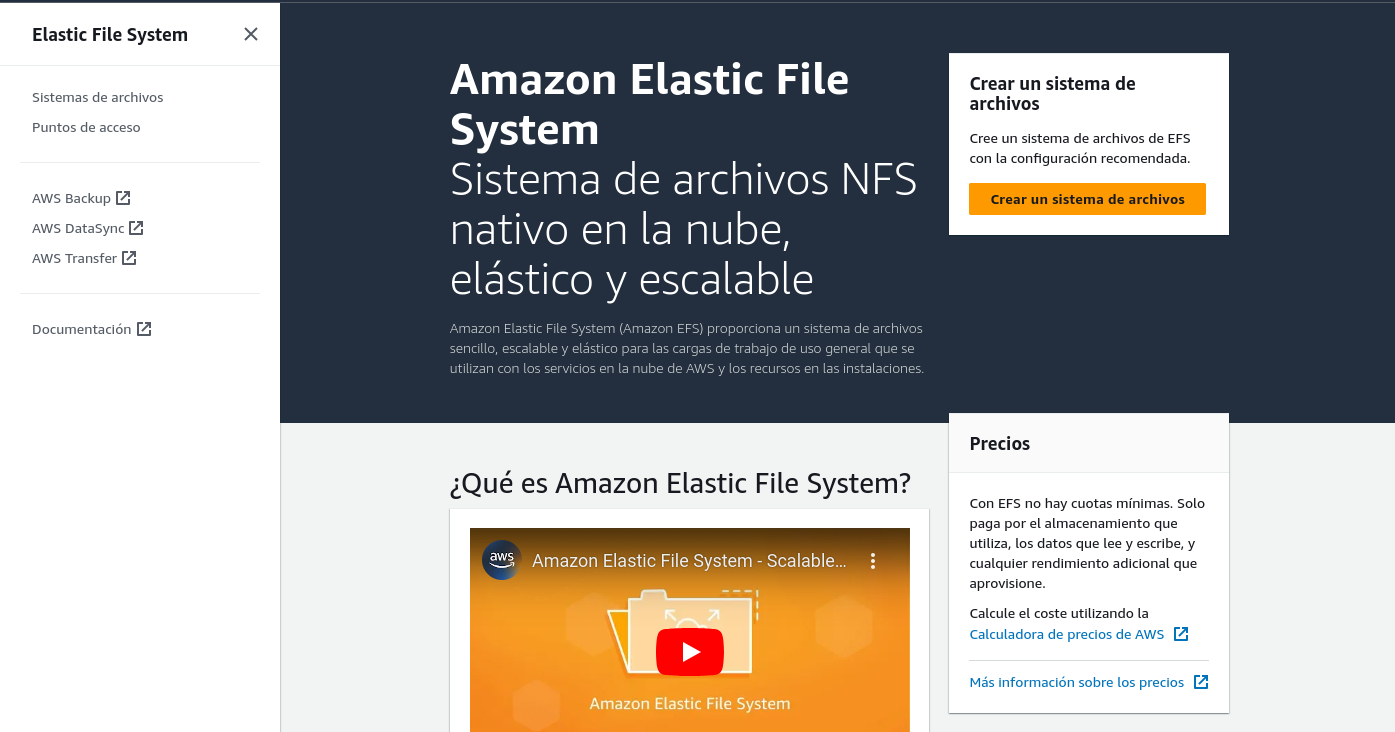 Elastic File System
Sistemas de archivos
Puntos de acceso
AWS Backup
AWS DataSync
AWS Transfer
Documentación
Amazon Elastic File
System
Sistema de archivos NFS
nativo en la nube,
elástico y escalable
Amazon Elastic File System (Amazon EFS) proporciona un sistema de archivos
sencillo, escalable y elástico para las cargas de trabajo de uso general que se
utilizan con los servicios en la nube de AWS y los recursos en las instalaciones.
Crear un sistema de
archivos
Cree un sistema de archivos de EFS
con la configuración recomendada.
Crear un sistema de archivos
¿Qué es Amazon Elastic File System?
aws
Amazon Elastic File System - Scalable...
Amazon Elastic File System
Precios
Con EFS no hay cuotas mínimas. Solo
paga por el almacenamiento que
utiliza, los datos que lee y escribe, y
cualquier rendimiento adicional que
aprovisione.
Calcule el coste utilizando la
Calculadora de precios de AWS
Más información sobre los precios